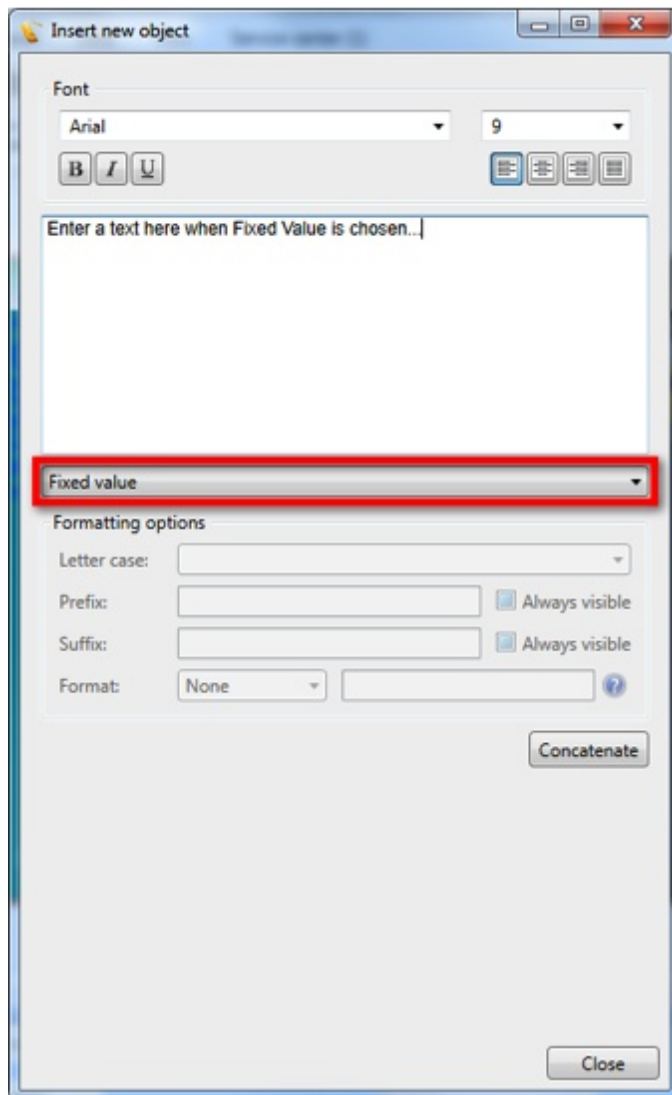 Insert new object
Font
Arial 9
B I U
Enter a text here when Fixed Value is chosen...
Fixed value
Formatting options
Letter case:
Prefix: Always visible
Suffix: Always visible
Format: None ?
Concatenate
Close